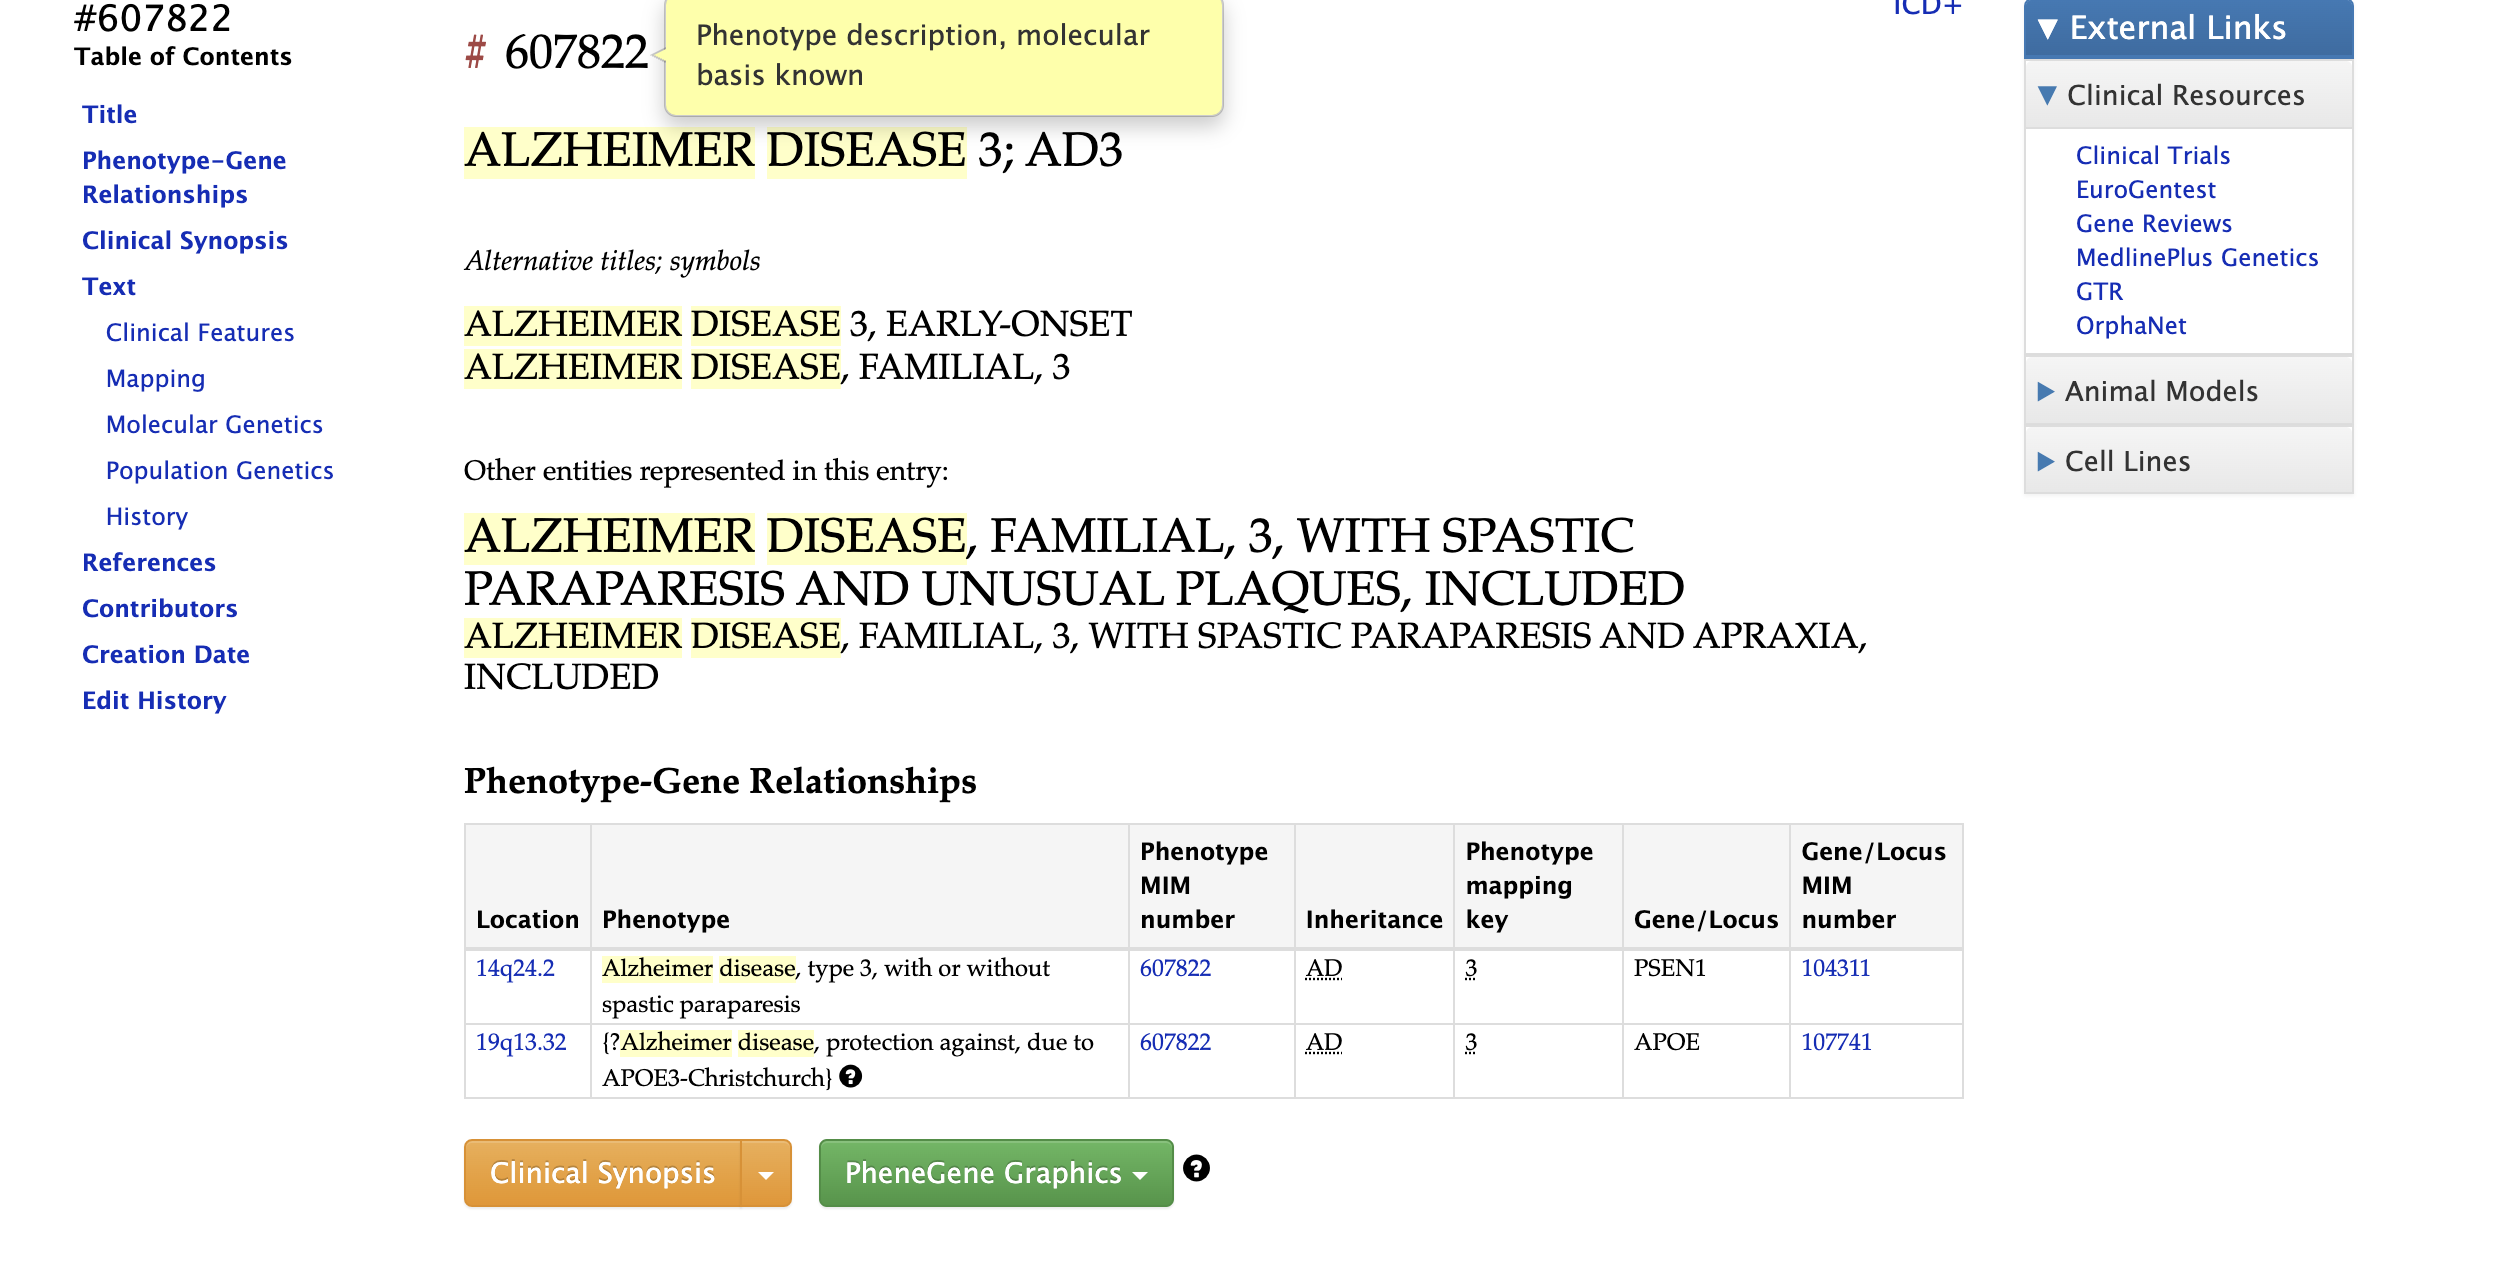 #607822
Table of Contents
Title
Phenotype-Gene
Relationships
Clinical Synopsis
Text
Clinical Features
Mapping
Molecular Genetics
Population Genetics
History
References
Contributors
Creation Date
Edit History
ICD+
# 607822
Phenotype description, molecular
basis known
ALZHEIMER DISEASE 3; AD3
Alternative titles; symbols
ALZHEIMER DISEASE 3, EARLY-ONSET
ALZHEIMER DISEASE, FAMILIAL, 3
Other entities represented in this entry:
ALZHEIMER DISEASE, FAMILIAL, 3, WITH SPASTIC
PARAPARESIS AND UNUSUAL PLAQUES, INCLUDED
ALZHEIMER DISEASE, FAMILIAL, 3, WITH SPASTIC PARAPARESIS AND APRAXIA,
INCLUDED
Phenotype-Gene Relationships
Location
Phenotype
Phenotype
MIM
number
Inheritance
Phenotype
mapping
key
Gene/Locus
Gene/Locus
MIM
number
14q24.2
Alzheimer disease, type 3, with or without
spastic paraparesis
607822
AD
3
PSEN1
104311
19q13.32
{?Alzheimer disease, protection against, due to
APOE3-Christchurch} ?
607822
AD
3
APOE
107741
Clinical Synopsis
PheneGene Graphics
?
External Links
Clinical Resources
Clinical Trials
EuroGentest
Gene Reviews
MedlinePlus Genetics
GTR
OrphaNet
Animal Models
Cell Lines